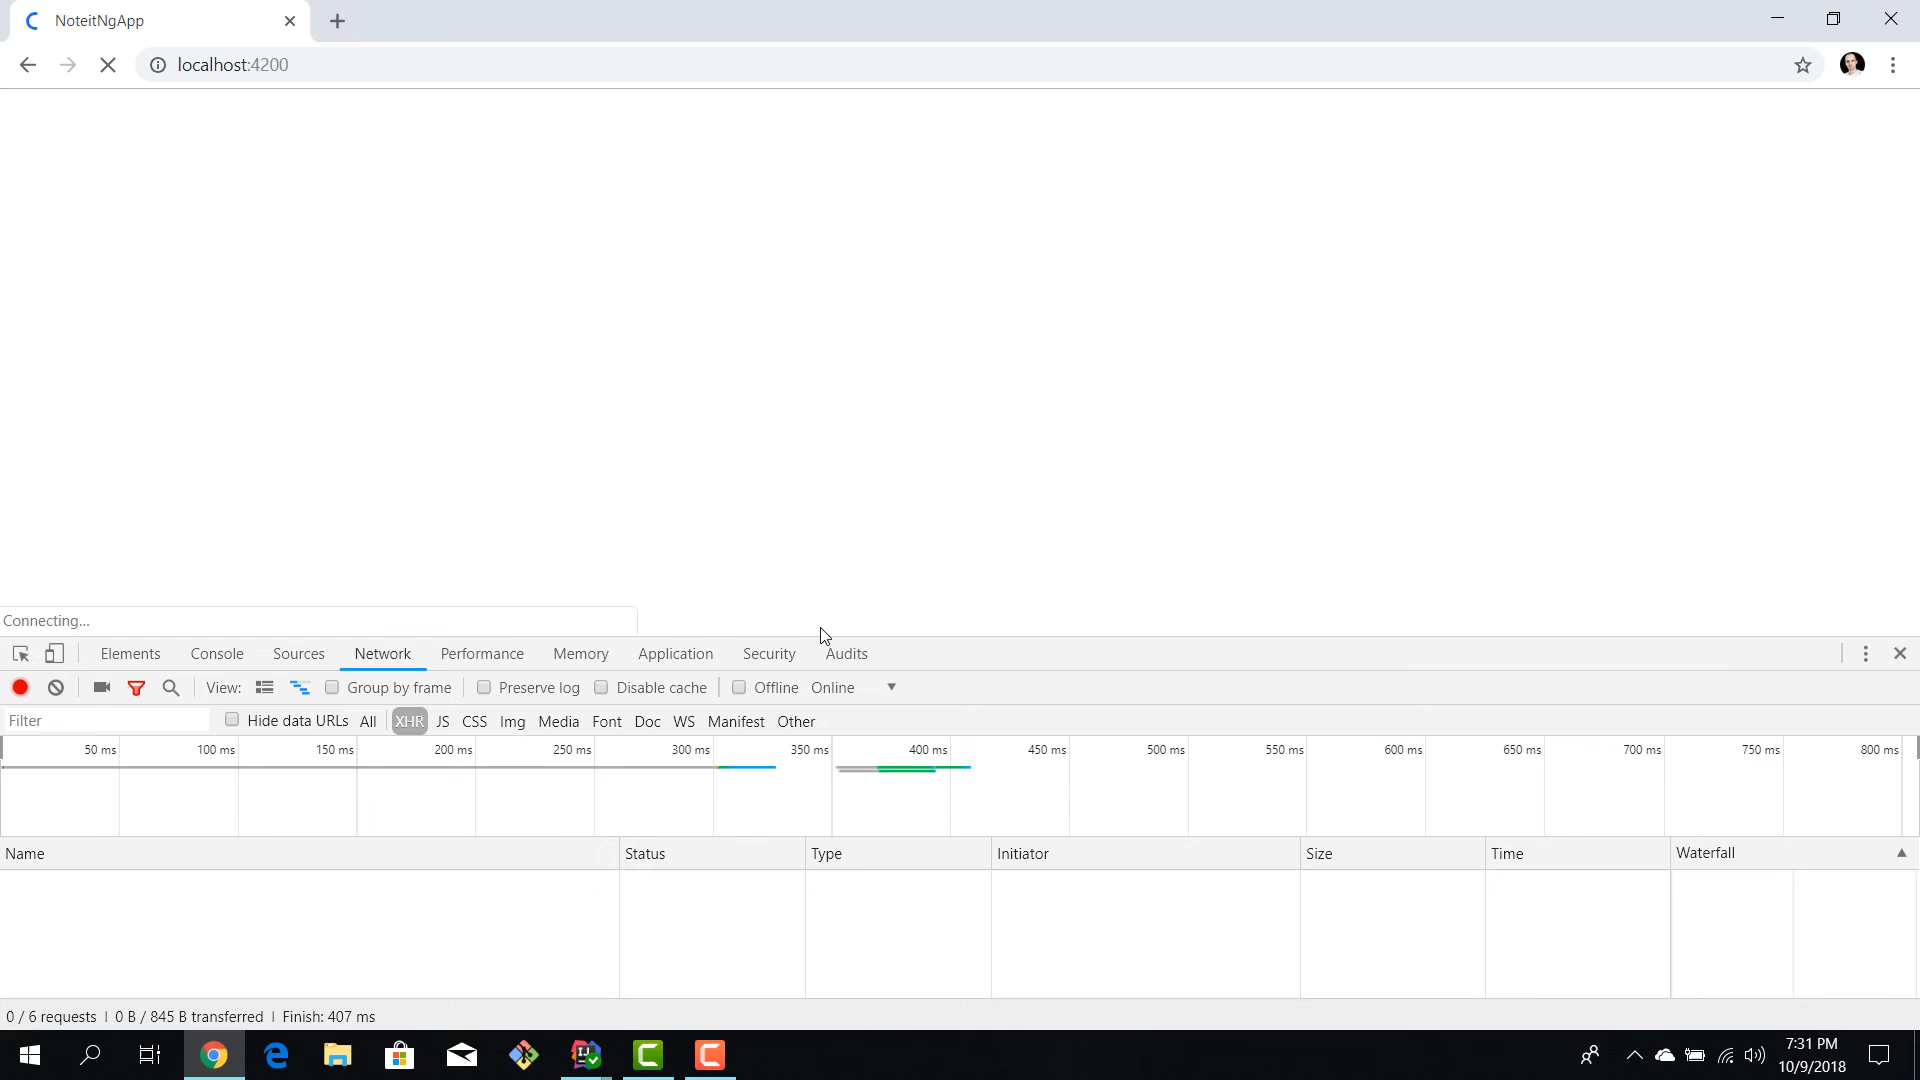 NoteitNgApp
localhost:4200
Connecting...
Elements Console Sources Network Performance Memory Application Security Audits
View: Group by frame Preserve log Disable cache Offline Online
Filter Hide data URLs All XHR JS CSS Img Media Font Doc WS Manifest Other
50 ms 100 ms 150 ms 200 ms 250 ms 300 ms 350 ms 400 ms 450 ms 500 ms 550 ms 600 ms 650 ms 700 ms 750 ms 800 ms
Name Status Type Initiator Size Time Waterfall
0 / 6 requests | 0 B / 845 B transferred | Finish: 407 ms
IJ
7:31 PM
10/9/2018